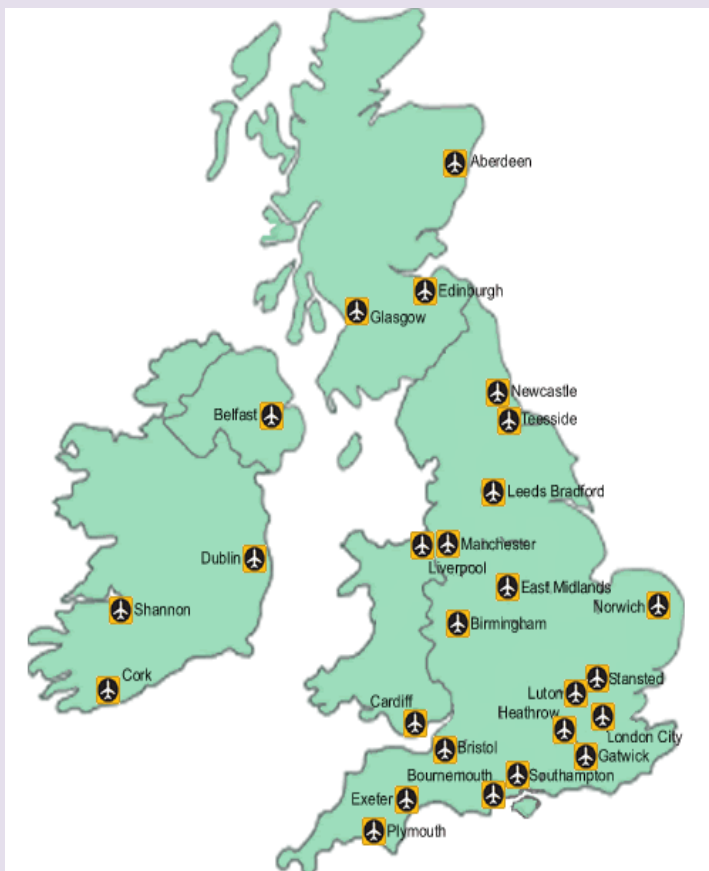 Aberdeen
Edinburgh
Glasgow
Newcastle
Belfast
Teesside
Leeds Bradford
Manchester
Dublin
Liverpool
East Midlands
Norwich
Shannon
Birmingham
Cork
Stansted
Luton
Cardiff
Heathrow
London City
Bristol
Gatwick
Bournemouth
Southampton
Exefer
Plymouth